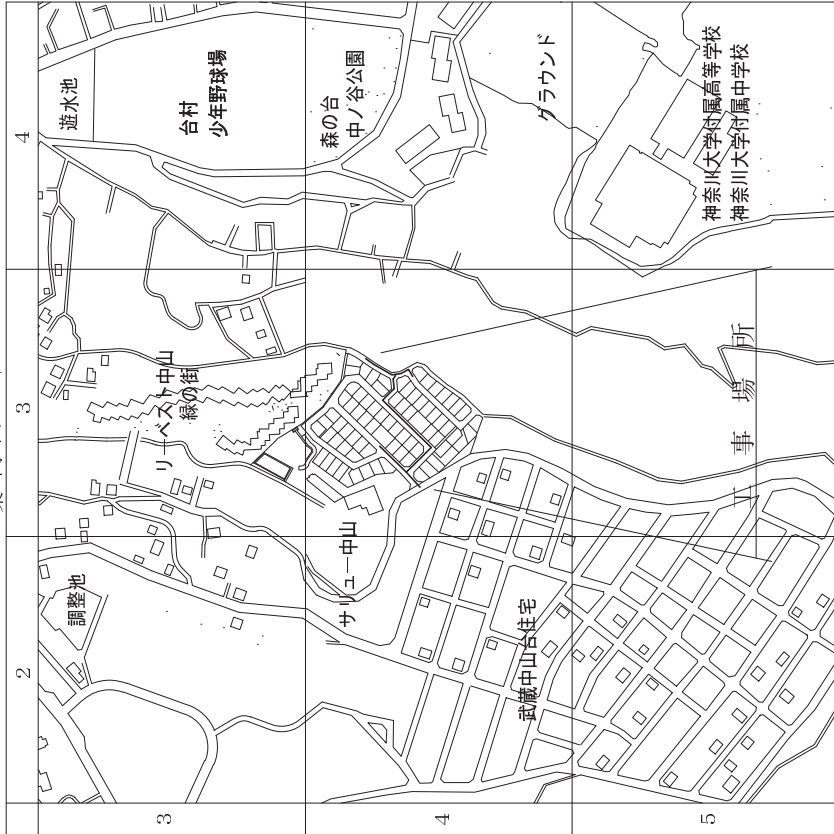 4
3
2
3
4
5
遊水池
台村
少年野球場
森の台
中ノ谷公園
グラウンド
神奈川大学付属高等学校
神奈川大学付属中学校
リーベスト中山
緑の街
調整池
サリュー中山
武蔵中山台住宅
工事場所